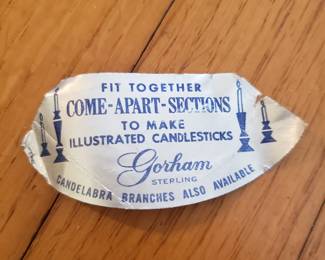 FIT TOGETHER
COME-APART-SECTIONS
TO MAKE
ILLUSTRATED CANDLESTICKS
Gorham
STERLING
CANDELABRA BRANCHES ALSO AVAILABLE